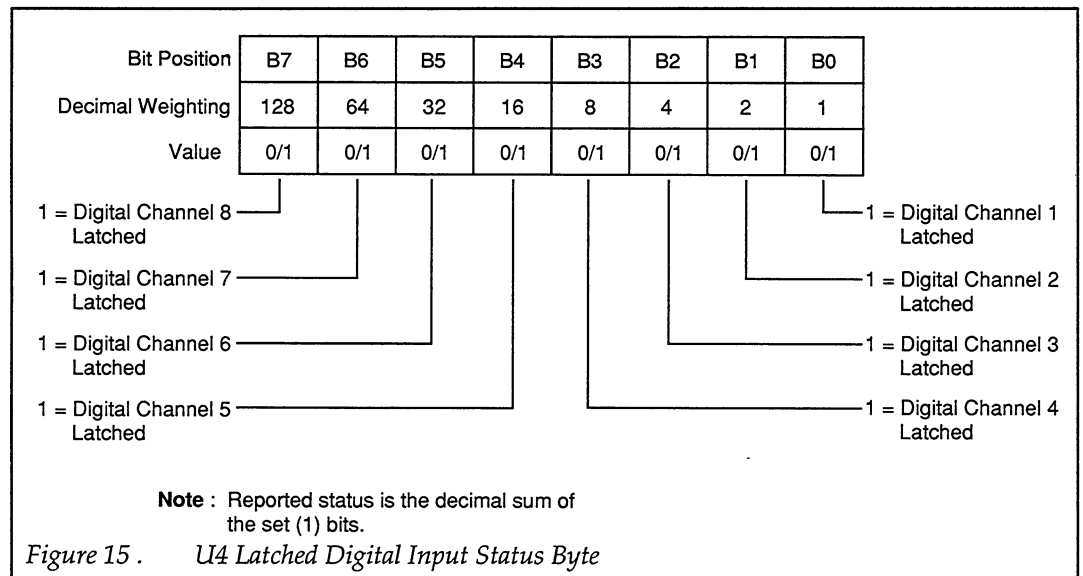 Bit Position B7 B6 B5 B4 B3 B2 B1 B0
Decimal Weighting 128 64 32 16 8 4 2 1
Value 0/1 0/1 0/1 0/1 0/1 0/1 0/1 0/1
1 = Digital Channel 8
Latched
1 = Digital Channel 7
Latched
1 = Digital Channel 6
Latched
1 = Digital Channel 5
Latched
1 = Digital Channel 1
Latched
1 = Digital Channel 2
Latched
1 = Digital Channel 3
Latched
1 = Digital Channel 4
Latched
Note : Reported status is the decimal sum of
the set (1) bits.
Figure 15 . U4 Latched Digital Input Status Byte